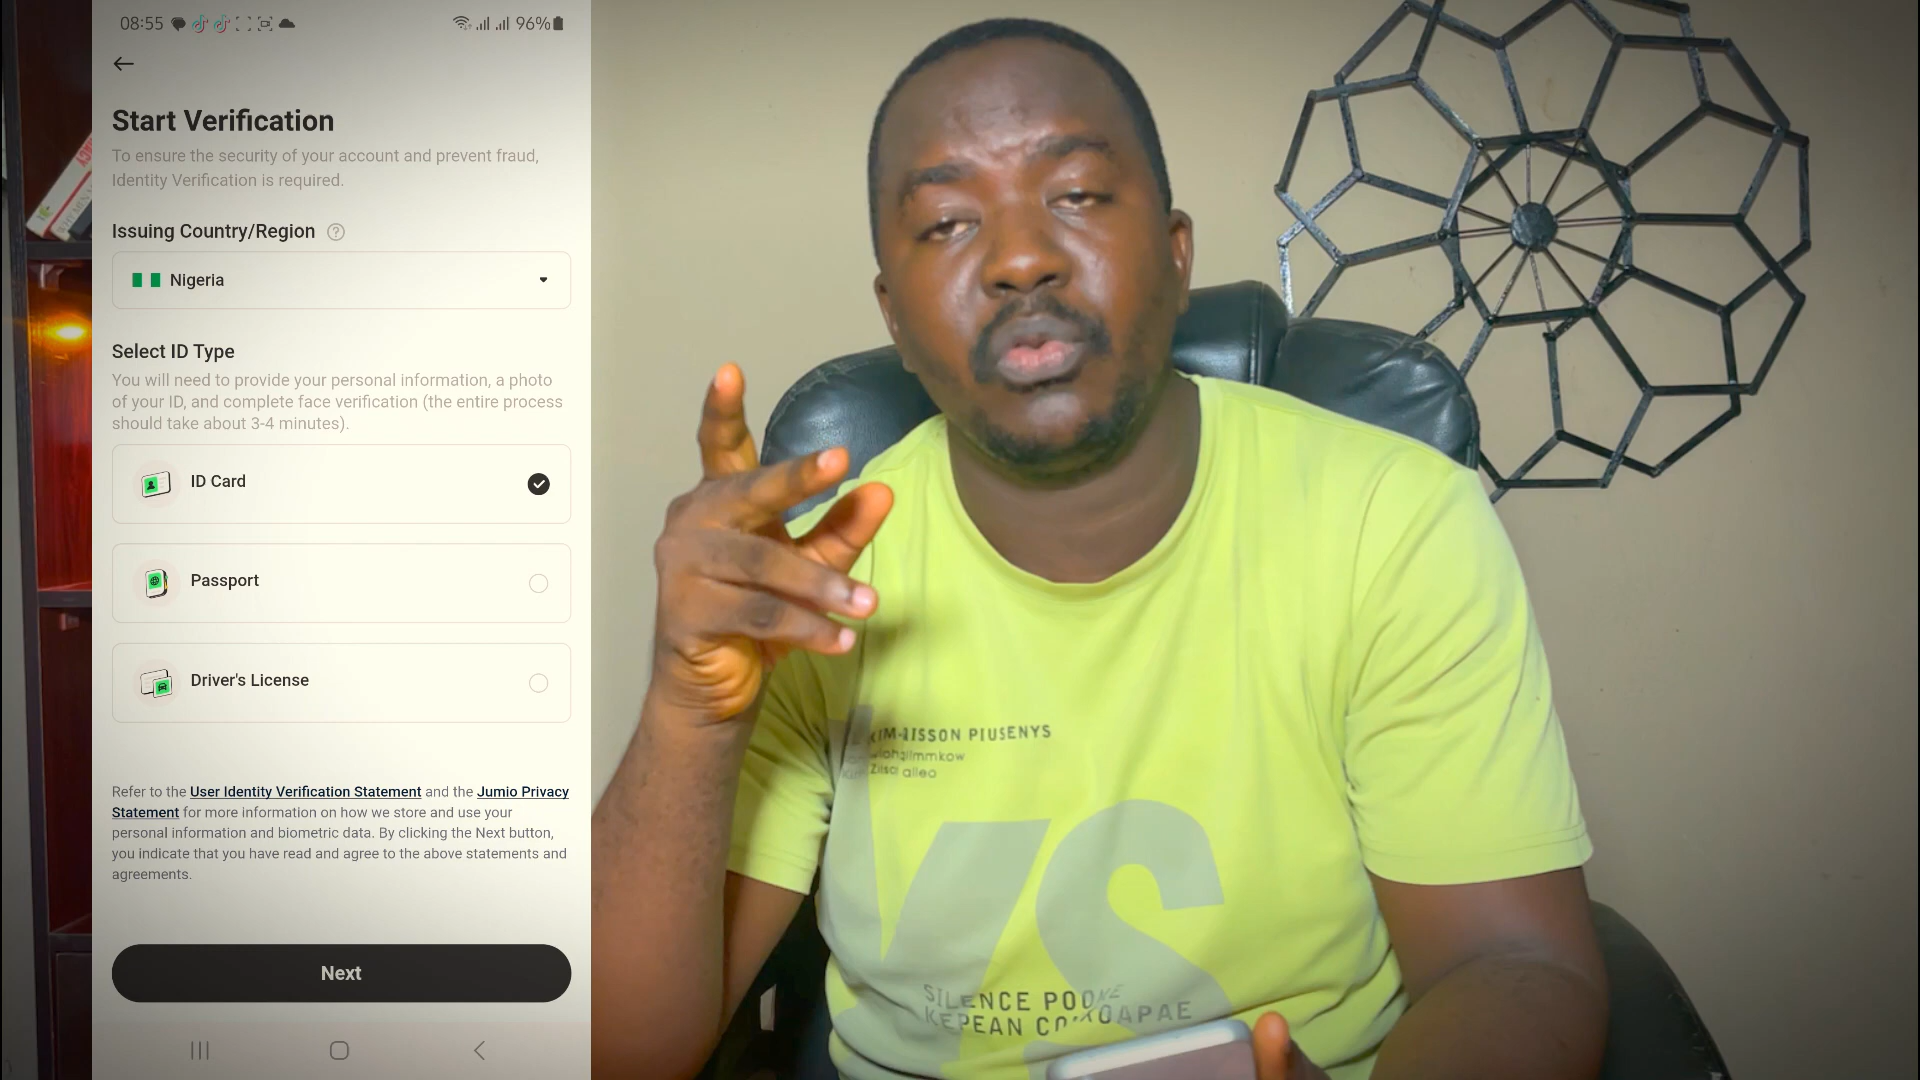 08:55
96%
Start Verification
To ensure the security of your account and prevent fraud,
Identity Verification is required.
Issuing Country/Region ?
Nigeria
Select ID Type
You will need to provide your personal information, a photo
of your ID, and complete face verification (the entire process
should take about 3-4 minutes).
ID Card
Passport
Driver's License
Refer to the User Identity Verification Statement and the Jumio Privacy
Statement for more information on how we store and use your
personal information and biometric data. By clicking the Next button,
you indicate that you have read and agree to the above statements and
agreements.
Next
PIUSENYS
alleo
VS
SILENCE
KEPEAN